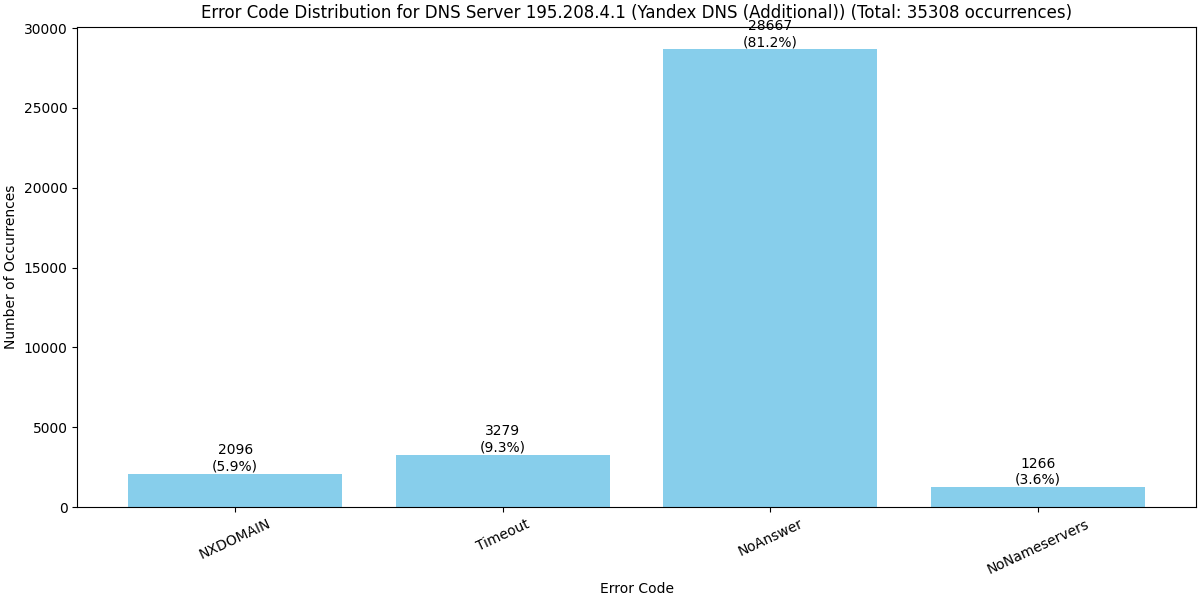 Error Code Distribution for DNS Server 195.208.4.1 (Yandex DNS (Additional)) (Total: 35308 occurrences)
Number of Occurrences
30000
25000
20000
15000
10000
5000
0
2096
(5.9%)
3279
(9.3%)
28667
(81.2%)
1266
(3.6%)
NXDOMAIN
Timeout
NoAnswer
NoNameservers
Error Code